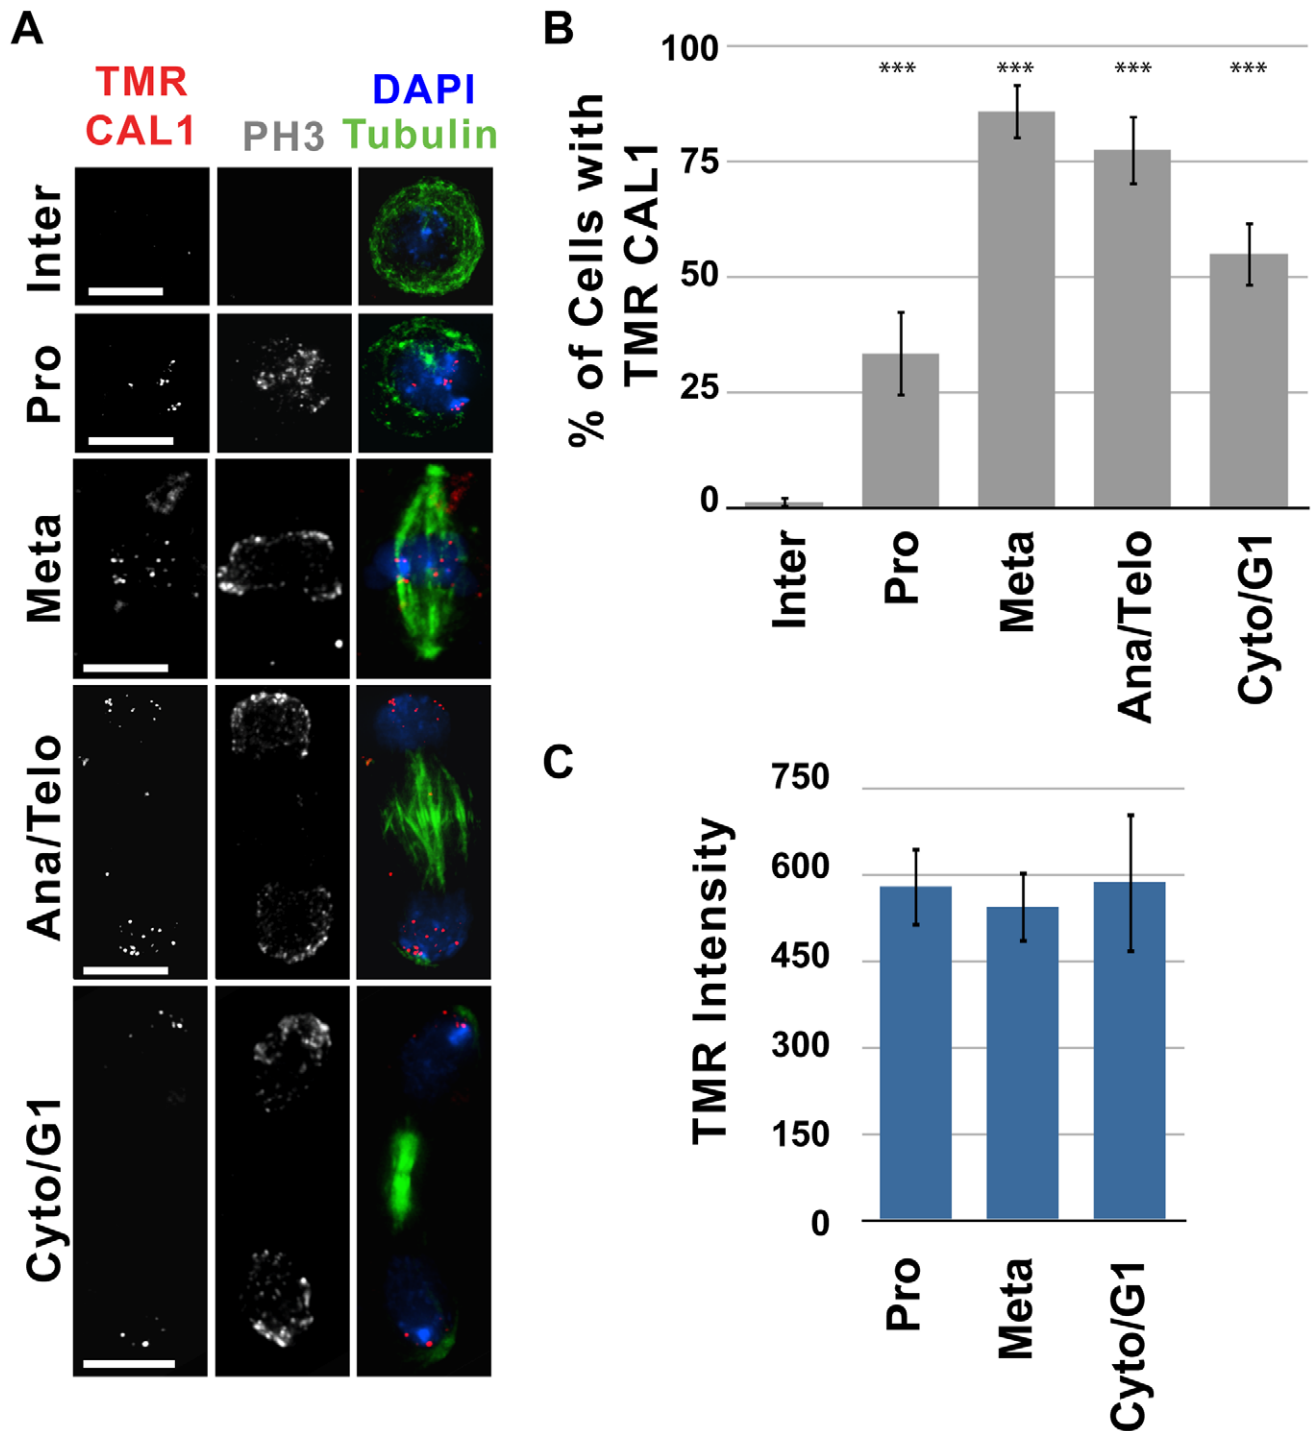 A
TMR
CAL1
PH3
DAPI
Tubulin
Inter
Pro
Meta
Ana/Telo
Cyto/G1
B
% of Cells with
TMR CAL1
100
75
50
25
0
*** *** *** ***
Inter
Pro
Meta
Ana/Telo
Cyto/G1
C
TMR Intensity
750
600
450
300
150
0
Pro
Meta
Cyto/G1